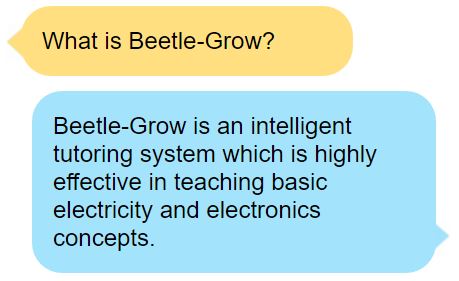 What is Beetle-Grow?
Beetle-Grow is an intelligent
tutoring system which is highly
effective in teaching basic
electricity and electronics
concepts.